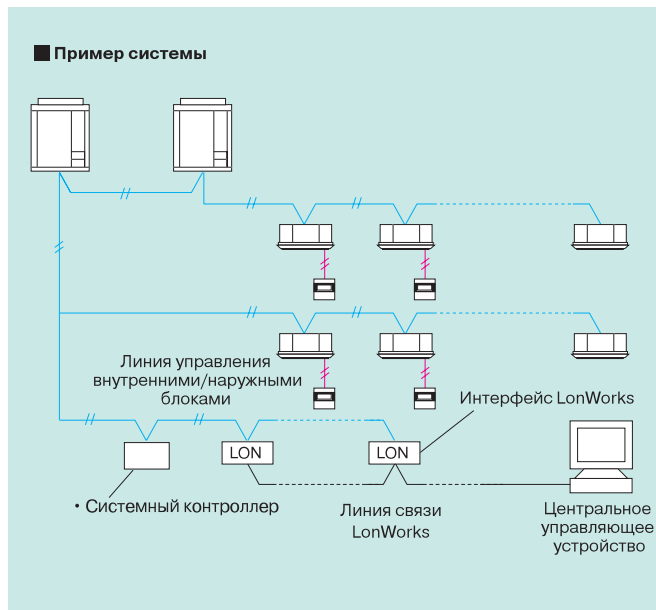 Пример системы
Линия управления
внутренними/наружными
блоками
Интерфейс LonWorks
LON
LON
• Системный контроллер
Линия связи
LonWorks
Центральное
управляющее
устройство